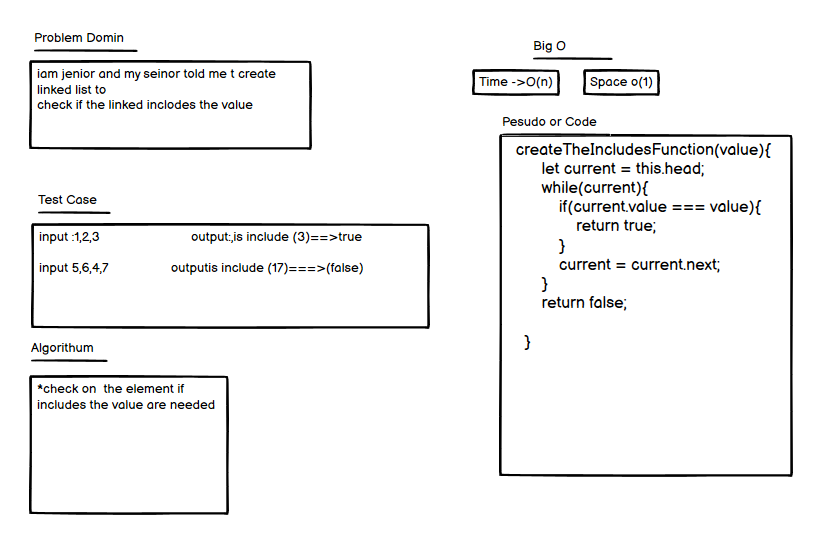 Problem Domin
iam jenior and my seinor told me t create
linked list to
check if the linked inclodes the value
Test Case
input :1,2,3 output:,is include (3)==>true
input 5,6,4,7 outputis include (17)===>(false)
Algorithum
*check on the element if
includes the value are needed
Big O
Time ->O(n) Space o(1)
Pesudo or Code
createTheIncludesFunction(value){
let current = this.head;
while(current){
if(current.value === value){
return true;
}
current = current.next;
}
return false;
}